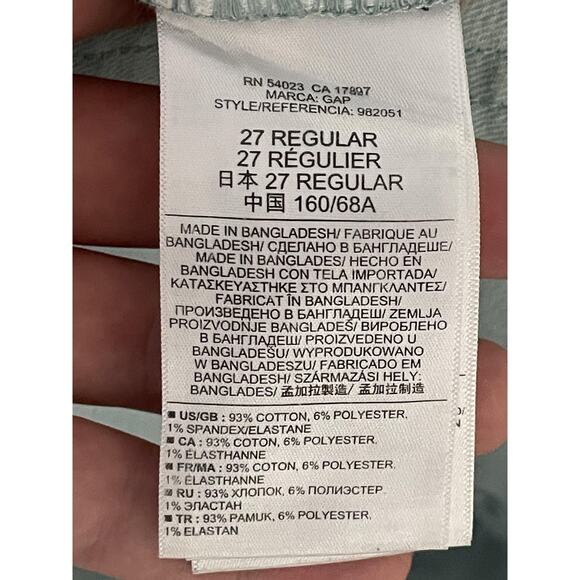 RN 54023 CA 17897
MARCA: GAP
STYLE/REFERENCIA: 982051
27 REGULAR
27 RÉGULIER
日本 27 REGULAR
中国 160/68A
MADE IN BANGLADESH/ FABRIQUE AU
BANGLADESH/ СДЕЛАНО В БАНГЛАДЕШЕ/
MADE IN BANGLADES/ HECHO EN
BANGLADESH CON TELA IMPORTADA/
ΚΑΤΑΣΚΕΥΑΣΤΗΚΕ ΣΤΟ ΜΠΑΝΓΚΛΑΝΤΕΣ/
FABRICAT ÎN BANGLADESH/
ПРОИЗВЕДЕНО В БАНГЛАДЕШ/ ZEMLJA
PROIZVODNJE BANGLADEŠ/ ВИРОБЛЕНО
В БАНГЛАДЕШ/ PROIZVEDENO U
BANGLADEŠU/ WYPRODUKOWANO
W BANGLADESZU/ FABRICADO EM
BANGLADESH/ SZÁRMAZÁSI HELY:
BANGLADES/ 孟加拉製造/ 孟加拉制造
■ US/GB : 93% COTTON, 6% POLYESTER,
1% SPANDEX/ELASTANE
■ CA : 93% COTON, 6% POLYESTER,
1% ÉLASTHANNE
■ FR/MA : 93% COTON, 6% POLYESTER,
1% ÉLASTHANNE
■ RU : 93% ХЛОПОК, 6% ПОЛИЭСТЕР,
1% ЭЛАСТАН
■ TR : 93% PAMUK, 6% POLYESTER,
1% ELASTAN